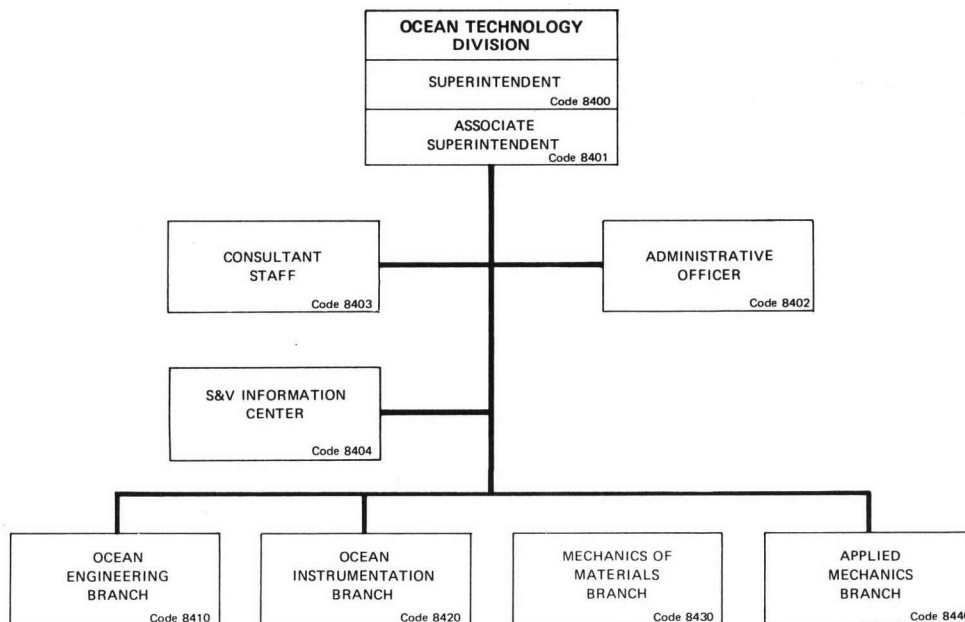 OCEAN TECHNOLOGY
DIVISION
SUPERINTENDENT
Code 8400
ASSOCIATE
SUPERINTENDENT
Code 8401
CONSULTANT
STAFF
Code 8403
ADMINISTRATIVE
OFFICER
Code 8402
S&V INFORMATION
CENTER
Code 8404
OCEAN
ENGINEERING
BRANCH
Code 8410
OCEAN
INSTRUMENTATION
BRANCH
Code 8420
MECHANICS OF
MATERIALS
BRANCH
Code 8430
APPLIED
MECHANICS
BRANCH
Code 8440